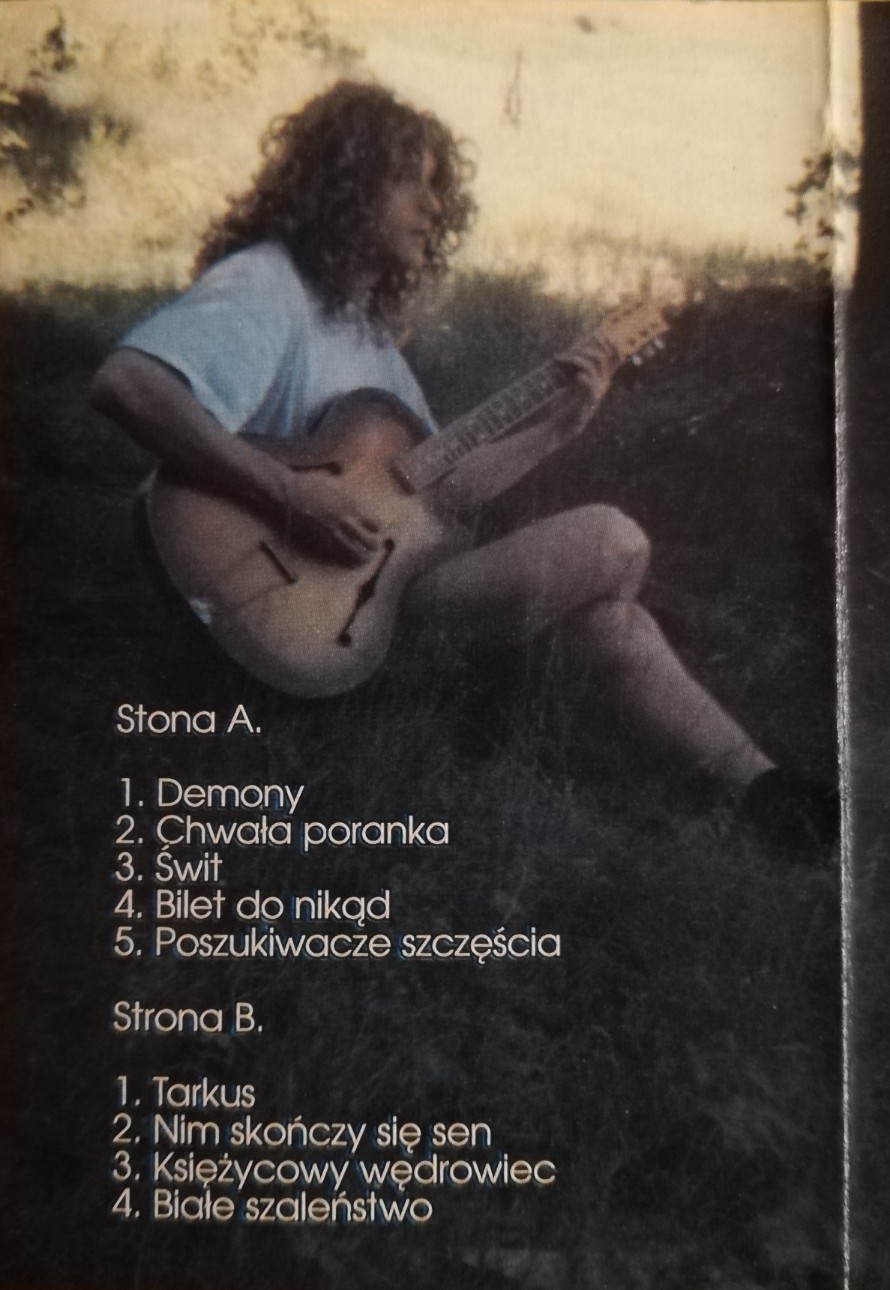 Stona A.
1. Demony
2. Chwała poranka
3. Świt
4. Bilet do nikąd
5. Poszukiwacze szczęścia
Strona B.
1. Tarkus
2. Nim skończy się sen
3. Księżycowy wędrowiec
4. Białe szaleństwo